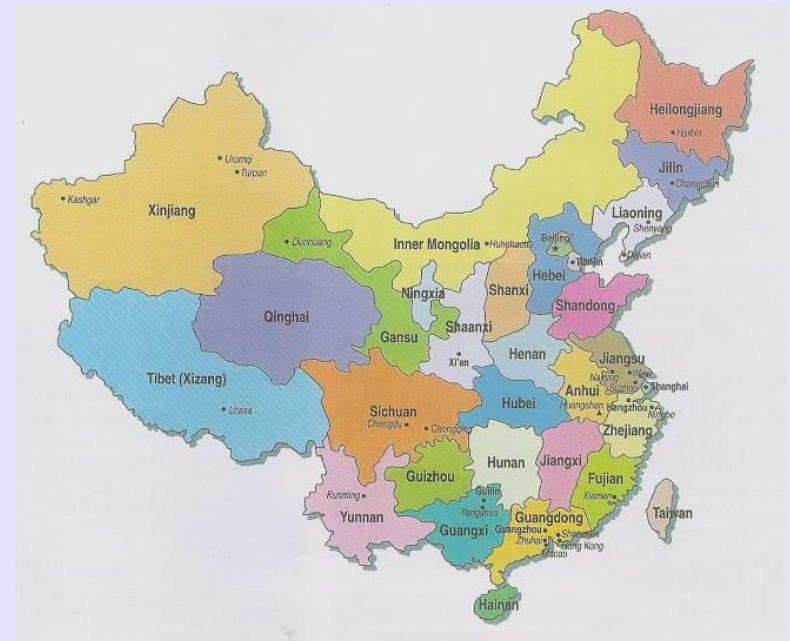 Heilongjiang
Harbin
Jilin
Changchun
Urumqi
Turpan
Kashgar
Xinjiang
Liaoning
Shenyang
Dunhuang
Inner Mongolia
Beijing
Dalian
Tianjin
Hebei
Ningxia
Shanxi
Shandong
Qinghai
Gansu
Shaanxi
Xi'an
Henan
Jiangsu
Nanjing
Wuxi
Suzhou
Shanghai
Tibet (Xizang)
Lhasa
Anhui
Huangshan
Hangzhou
Ningbo
Sichuan
Chengdu
Chongqing
Hubei
Zhejiang
Hunan
Jiangxi
Guizhou
Fujian
Xiamen
Kunming
Yunnan
Guilin
Yangshuo
Guangxi
Guangdong
Guangzhou
Shenzhen
Zhuhai
Hong Kong
Macau
Taiwan
Hainan